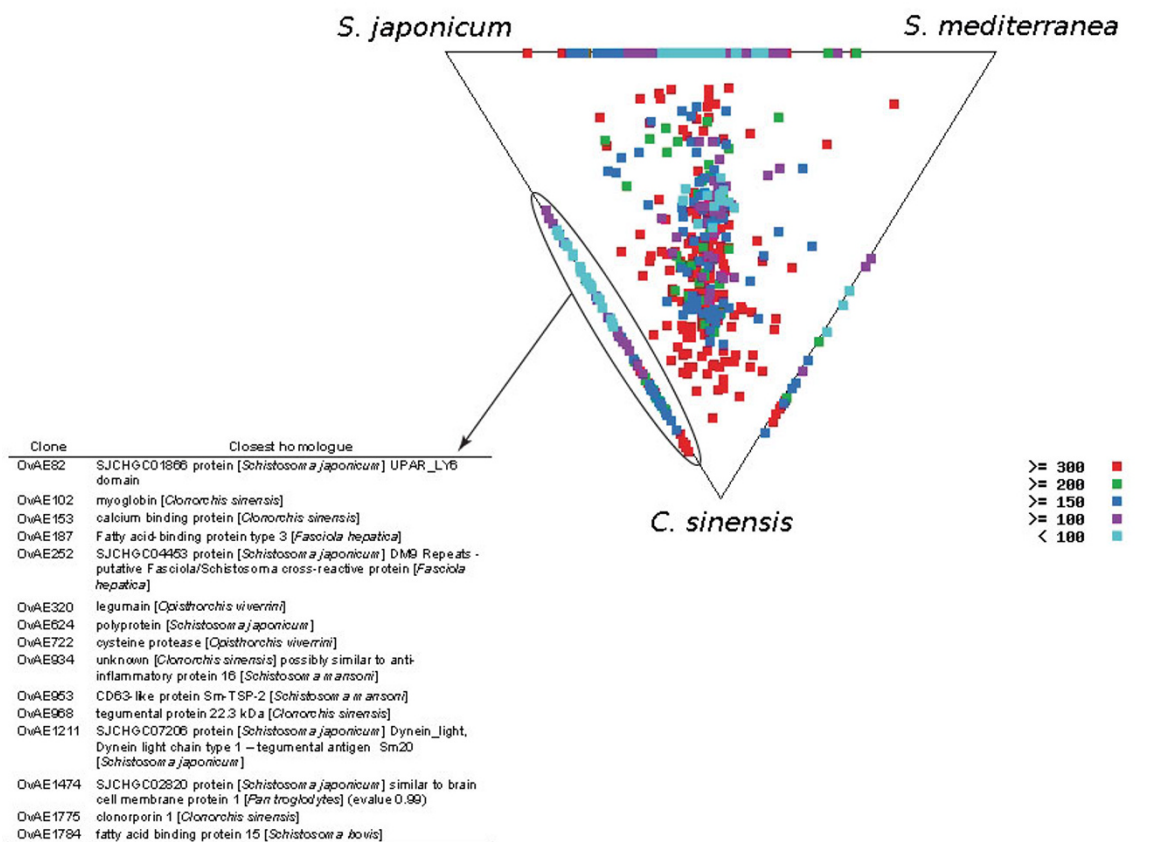 S. japonicum
S. mediterranea
C. sinensis
>= 300
>= 200
>= 150
>= 100
< 100
Clone Closest homologue
OvAE82 SJCHGC01866 protein [Schistosoma japonicum] UPAR_LY6
domain
OvAE102 myoglobin [Clonorchis sinensis]
OvAE153 calcium binding protein [Clonorchis sinensis]
OvAE187 Fatty acid-binding protein type 3 [Fasciola hepatica]
OvAE252 SJCHGC04453 protein [Schistosoma japonicum] DM9 Repeats -
putative Fasciola/Schistosoma cross-reactive protein [Fasciola
hepatica]
OvAE320 legumain [Opisthorchis viverrini]
OvAE624 polyprotein [Schistosoma japonicum]
OvAE722 cysteine protease [Opisthorchis viverrini]
OvAE934 unknown [Clonorchis sinensis] possibly similar to anti-
inflammatory protein 16 [Schistosoma mansoni]
OvAE953 CD63-like protein Sm-TSP-2 [Schistosoma mansoni]
OvAE968 tegumental protein 22.3 kDa [Clonorchis sinensis]
OvAE1211 SJCHGC07206 protein [Schistosoma japonicum] Dynein_light,
Dynein light chain type 1 – tegumental antigen Sm20
[Schistosoma japonicum]
OvAE1474 SJCHGC02820 protein [Schistosoma japonicum] similar to brain
cell membrane protein 1 [Pan troglodytes] (evalue 0.99)
OvAE1775 clonorporin 1 [Clonorchis sinensis]
OvAE1784 fatty acid binding protein 15 [Schistosoma bovis]